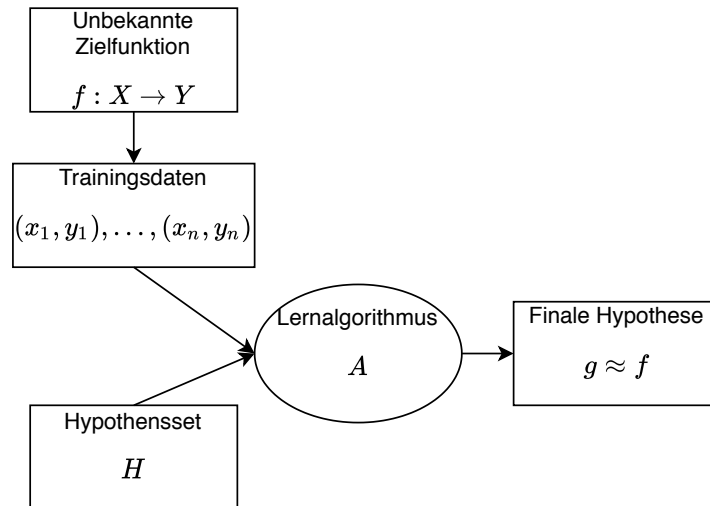 Unbekannte
Zielfunktion
f : X → Y
Trainingsdaten
(x₁, y₁), . . . , (xₙ, yₙ)
Lernalgorithmus
A
Finale Hypothese
g ≈ f
Hypothensset
H